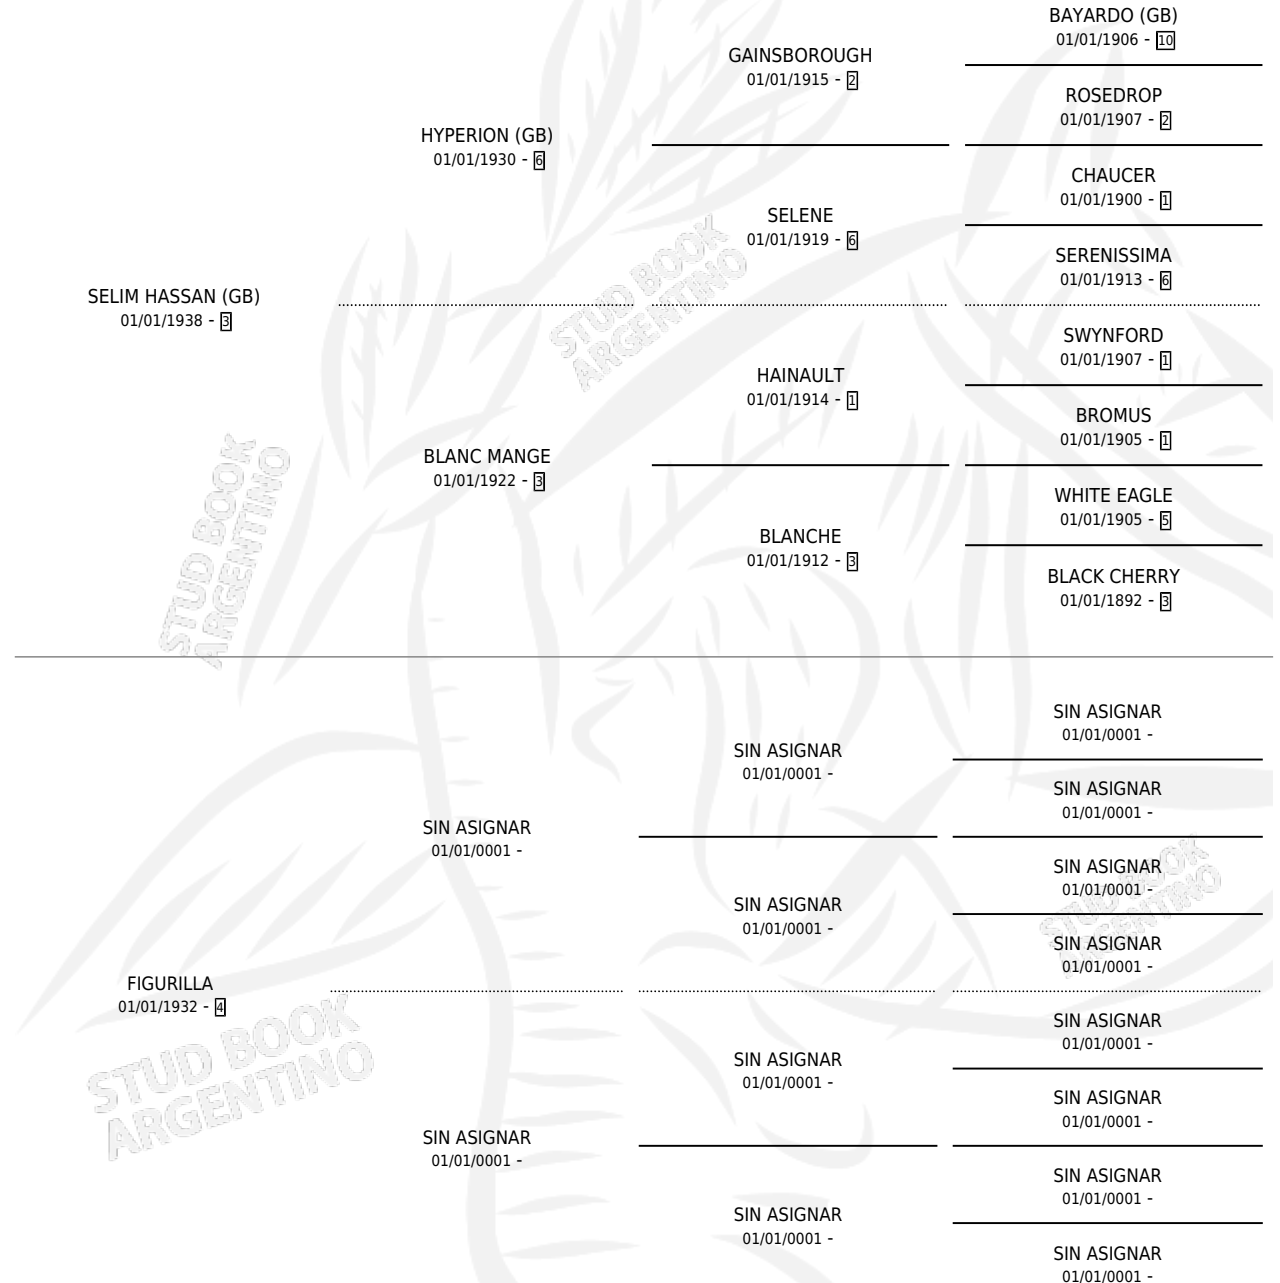 BAYARDO (GB)
01/01/1906 - 10
GAINSBOROUGH
01/01/1915 - 2
ROSEDROP
01/01/1907 - 2
HYPERION (GB)
01/01/1930 - 6
CHAUCER
01/01/1900 - 1
SELENE
01/01/1919 - 6
SERENISSIMA
01/01/1913 - 6
SELIM HASSAN (GB)
01/01/1938 - 3
STUD BOOK
ARGENTINO
SWYNFORD
01/01/1907 - 1
HAINAULT
01/01/1914 - 1
BROMUS
01/01/1905 - 1
BLANC MANGE
01/01/1922 - 3
WHITE EAGLE
01/01/1905 - 5
BLANCHE
01/01/1912 - 3
BLACK CHERRY
01/01/1892 - 3
STUD BOOK
ARGENTINO
SIN ASIGNAR
01/01/0001 -
SIN ASIGNAR
01/01/0001 -
SIN ASIGNAR
01/01/0001 -
SIN ASIGNAR
01/01/0001 -
SIN ASIGNAR
01/01/0001 -
SIN ASIGNAR
01/01/0001 -
SIN ASIGNAR
01/01/0001 -
STUD BOOK
ARGENTINO
FIGURILLA
01/01/1932 - 4
SIN ASIGNAR
01/01/0001 -
SIN ASIGNAR
01/01/0001 -
SIN ASIGNAR
01/01/0001 -
SIN ASIGNAR
01/01/0001 -
SIN ASIGNAR
01/01/0001 -
SIN ASIGNAR
01/01/0001 -
SIN ASIGNAR
01/01/0001 -
STUD BOOK
ARGENTINO